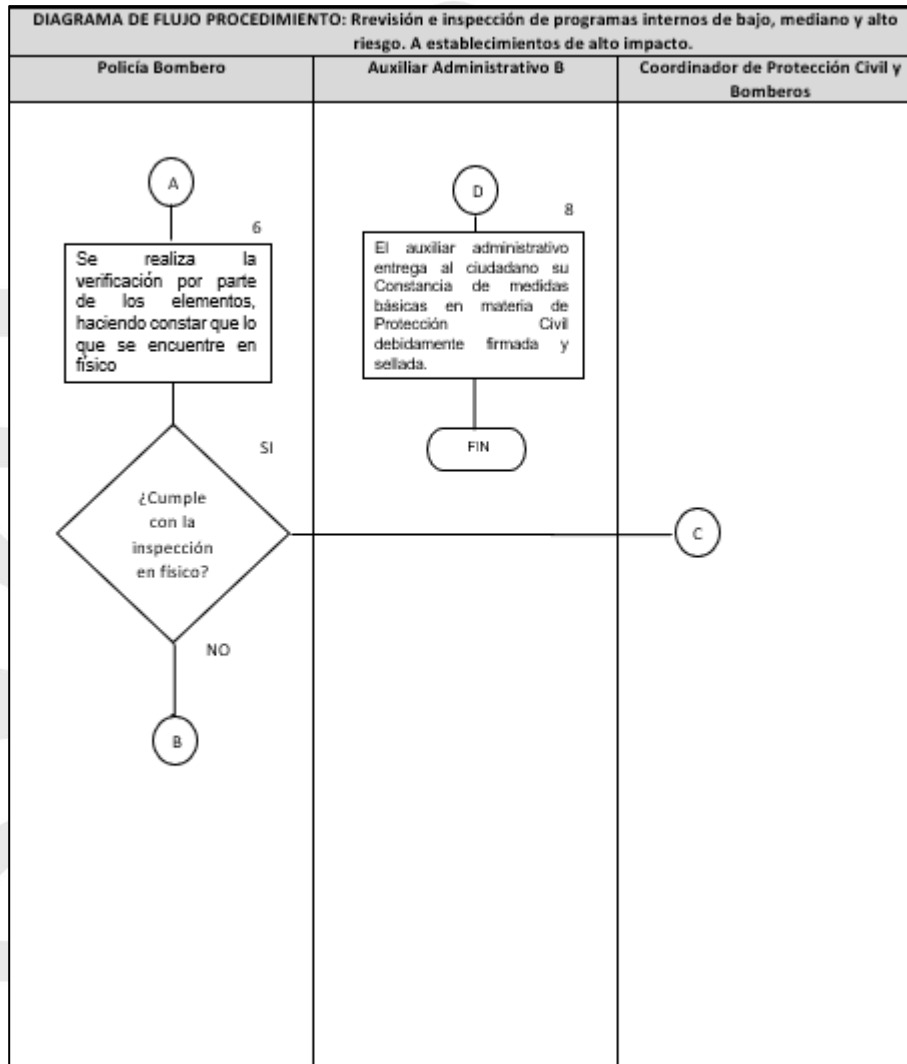 DIAGRAMA DE FLUJO PROCEDIMIENTO: Rrevisión e inspección de programas internos de bajo, mediano y alto
riesgo. A establecimientos de alto impacto.
Policía Bombero
Auxiliar Administrativo B
Coordinador de Protección Civil y
Bomberos
A
6
Se realiza la
verificación por parte
de los elementos,
haciendo constar que lo
que se encuentre en
físico
SI
¿Cumple
con la
inspección
en físico?
NO
B
D
8
El auxiliar administrativo
entrega al ciudadano su
Constancia de medidas
básicas en materia de
Protección Civil
debidamente firmada y
sellada.
FIN
C